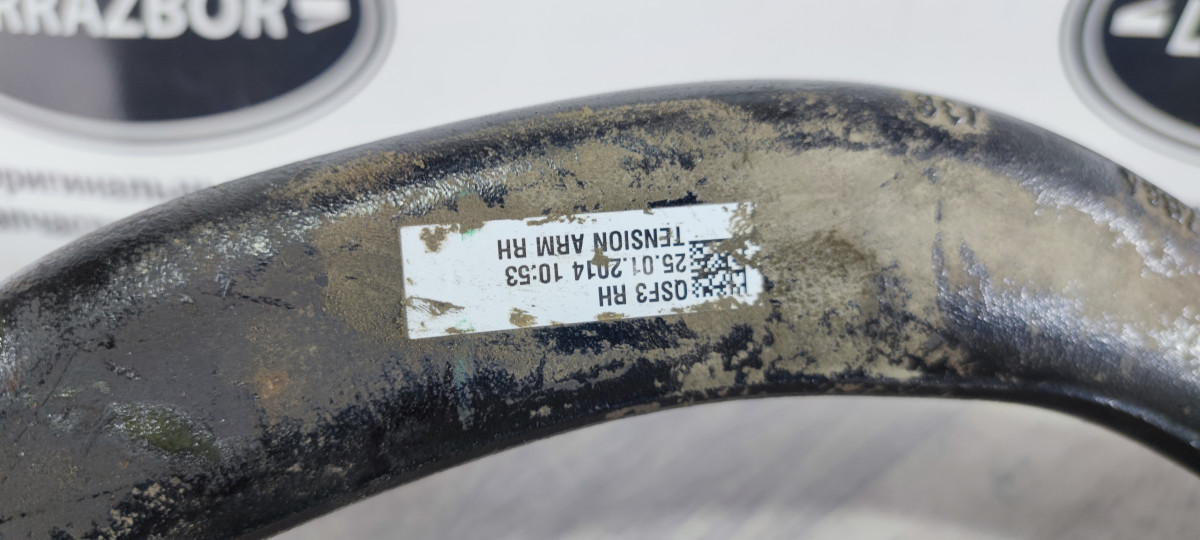 RRAZBOR
QSF3 RH
25.01.2014 10:53
TENSION ARM RH